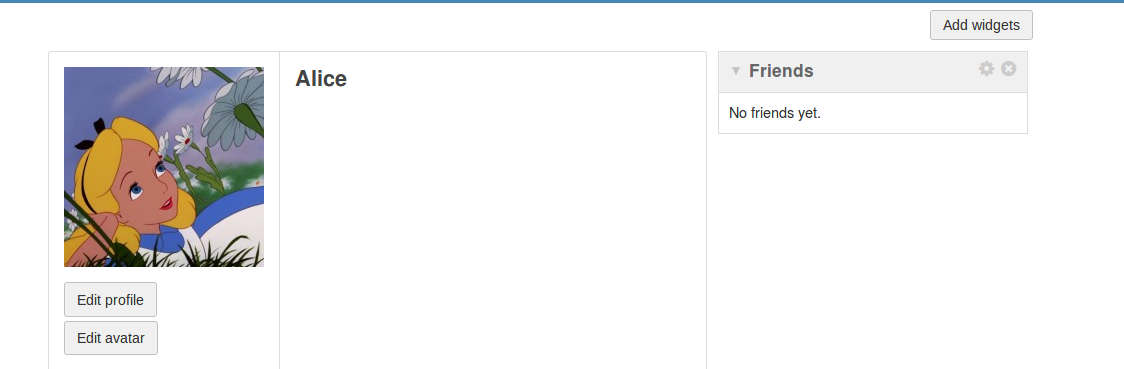 Add widgets
Alice
Friends
No friends yet.
Edit profile
Edit avatar